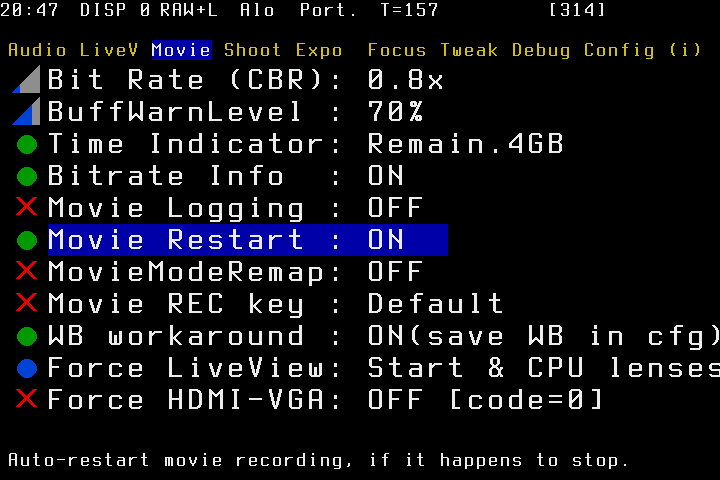 20:47 DISP 0 RAW+L Alo Port. T=157 [314]
Audio LiveV Movie Shoot Expo Focus Tweak Debug Config (i)
Bit Rate (CBR): 0.8x
BuffWarnLevel : 70%
Time Indicator: Remain.4GB
Bitrate Info : ON
Movie Logging : OFF
Movie Restart : ON
MovieModeRemap: OFF
Movie REC key : Default
WB workaround : ON(save WB in cfg)
Force LiveView: Start & CPU lenses
Force HDMI-VGA: OFF [code=0]
Auto-restart movie recording, if it happens to stop.